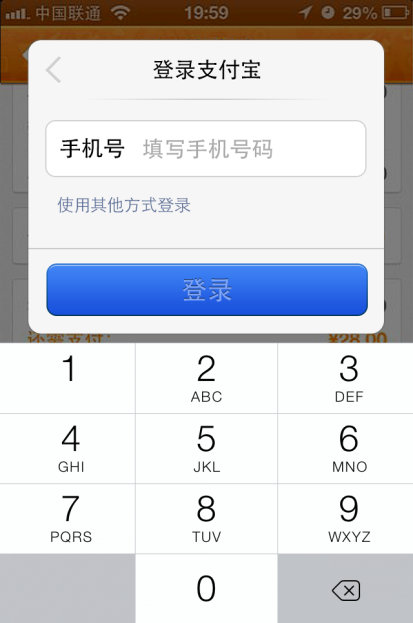 中国联通 19:59 29%
登录支付宝
手机号 填写手机号码
使用其他方式登录
登录
还需支付: ¥28.00
1 2 3
ABC DEF
4 5 6
GHI JKL MNO
7 8 9
PQRS TUV WXYZ
0